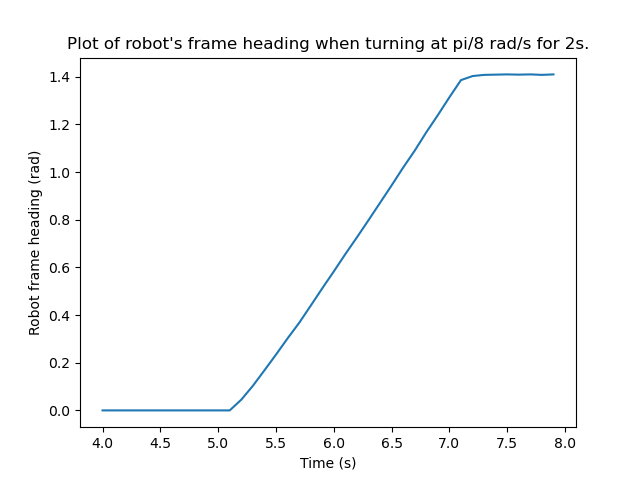 Plot of robot's frame heading when turning at pi/8 rad/s for 2s.
Robot frame heading (rad)
1.4
1.2
1.0
0.8
0.6
0.4
0.2
0.0
4.0 4.5 5.0 5.5 6.0 6.5 7.0 7.5 8.0
Time (s)